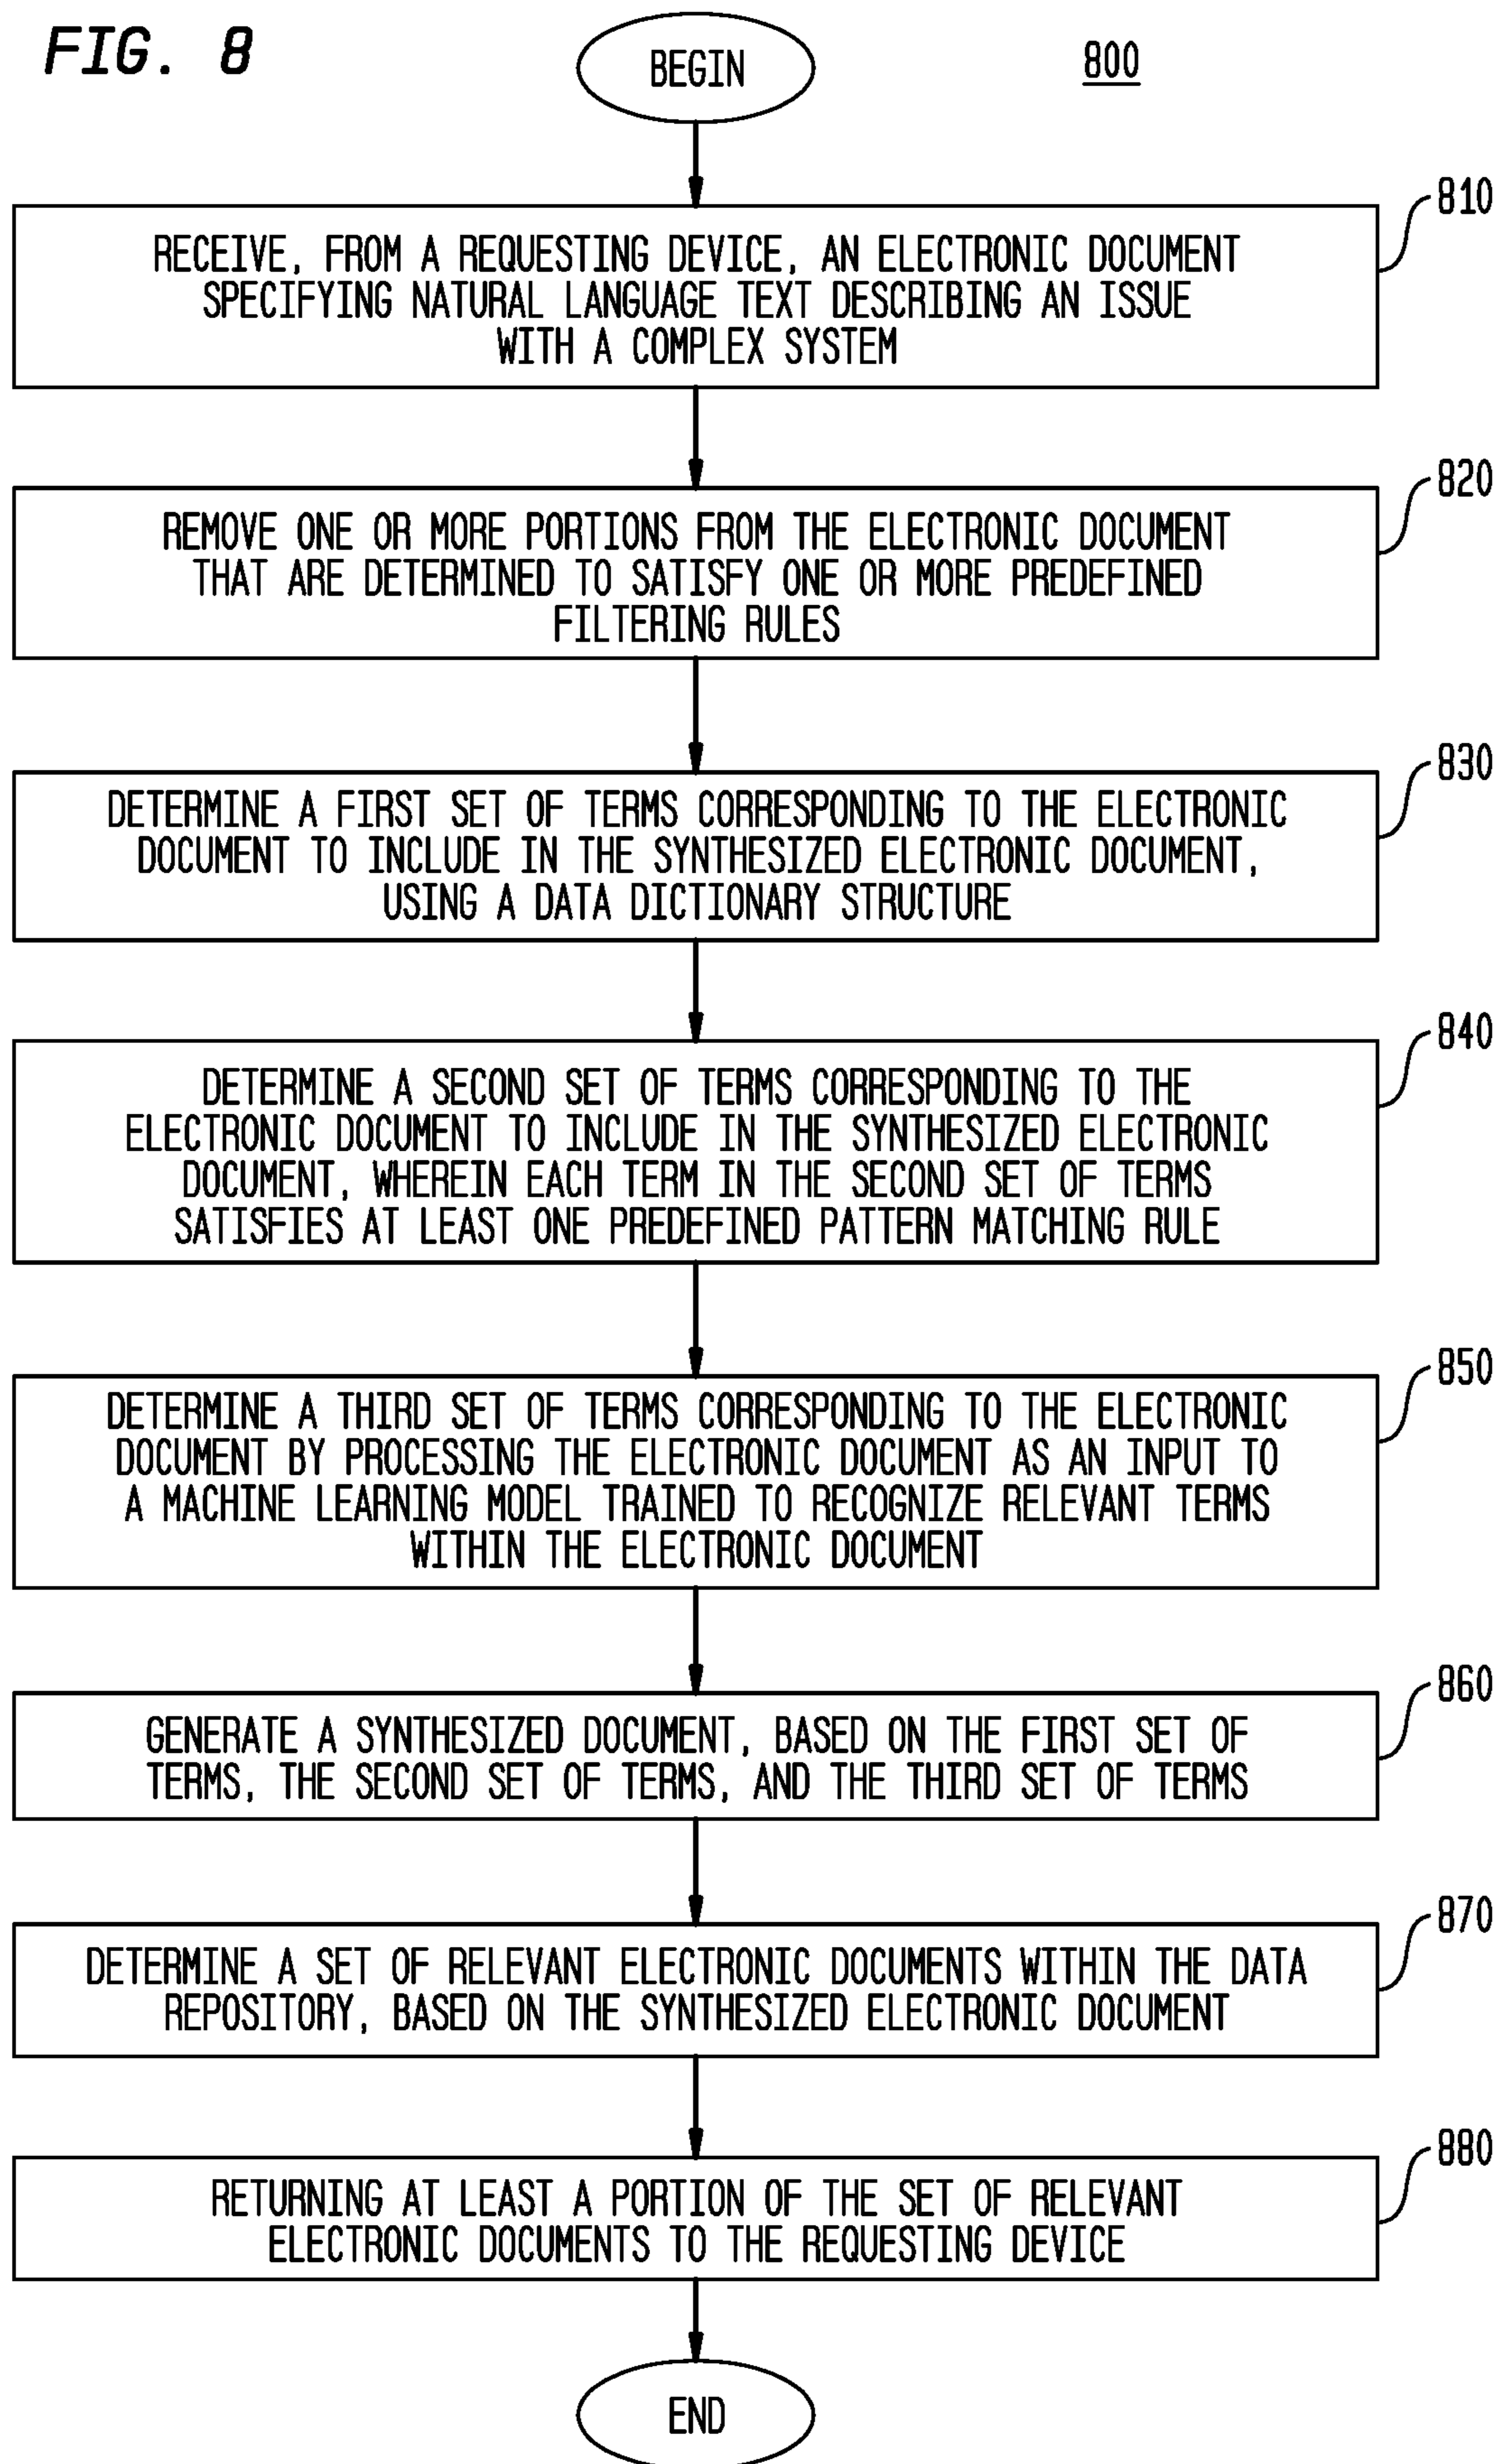 FIG. 8
BEGIN
800
810
RECEIVE, FROM A REQUESTING DEVICE, AN ELECTRONIC DOCUMENT
SPECIFYING NATURAL LANGUAGE TEXT DESCRIBING AN ISSUE
WITH A COMPLEX SYSTEM
820
REMOVE ONE OR MORE PORTIONS FROM THE ELECTRONIC DOCUMENT
THAT ARE DETERMINED TO SATISFY ONE OR MORE PREDEFINED
FILTERING RULES
830
DETERMINE A FIRST SET OF TERMS CORRESPONDING TO THE ELECTRONIC
DOCUMENT TO INCLUDE IN THE SYNTHESIZED ELECTRONIC DOCUMENT,
USING A DATA DICTIONARY STRUCTURE
840
DETERMINE A SECOND SET OF TERMS CORRESPONDING TO THE
ELECTRONIC DOCUMENT TO INCLUDE IN THE SYNTHESIZED ELECTRONIC
DOCUMENT, WHEREIN EACH TERM IN THE SECOND SET OF TERMS
SATISFIES AT LEAST ONE PREDEFINED PATTERN MATCHING RULE
850
DETERMINE A THIRD SET OF TERMS CORRESPONDING TO THE ELECTRONIC
DOCUMENT BY PROCESSING THE ELECTRONIC DOCUMENT AS AN INPUT TO
A MACHINE LEARNING MODEL TRAINED TO RECOGNIZE RELEVANT TERMS
WITHIN THE ELECTRONIC DOCUMENT
860
GENERATE A SYNTHESIZED DOCUMENT, BASED ON THE FIRST SET OF
TERMS, THE SECOND SET OF TERMS, AND THE THIRD SET OF TERMS
870
DETERMINE A SET OF RELEVANT ELECTRONIC DOCUMENTS WITHIN THE DATA
REPOSITORY, BASED ON THE SYNTHESIZED ELECTRONIC DOCUMENT
880
RETURNING AT LEAST A PORTION OF THE SET OF RELEVANT
ELECTRONIC DOCUMENTS TO THE REQUESTING DEVICE
END